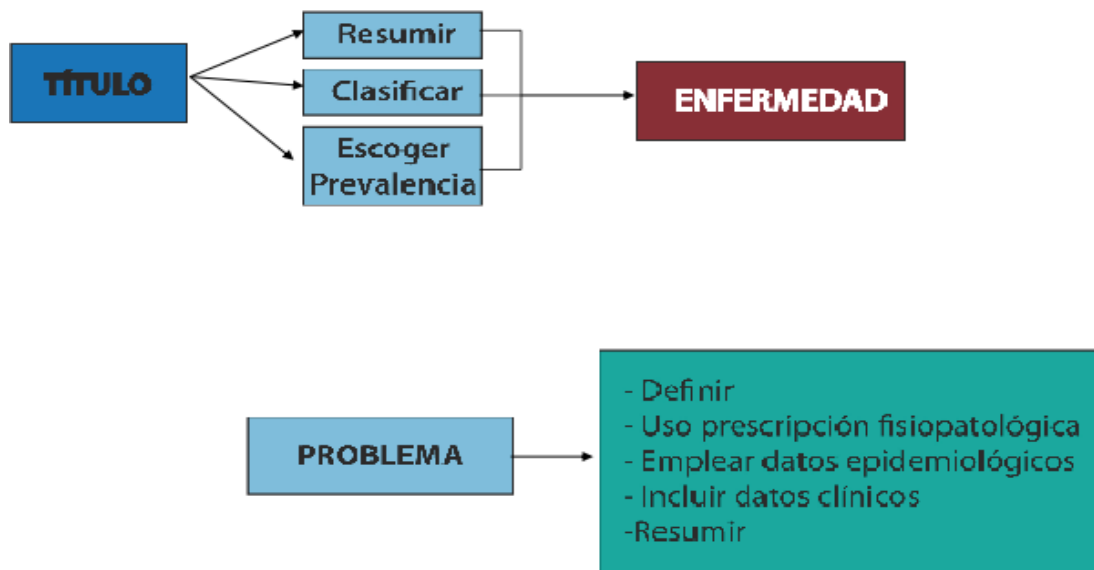 TÍTULO
Resumir
Clasificar
Escoger
Prevalencia
ENFERMEDAD
PROBLEMA
- Definir
- Uso prescripción fisiopatológica
- Emplear datos epidemiológicos
- Incluir datos clínicos
-Resumir